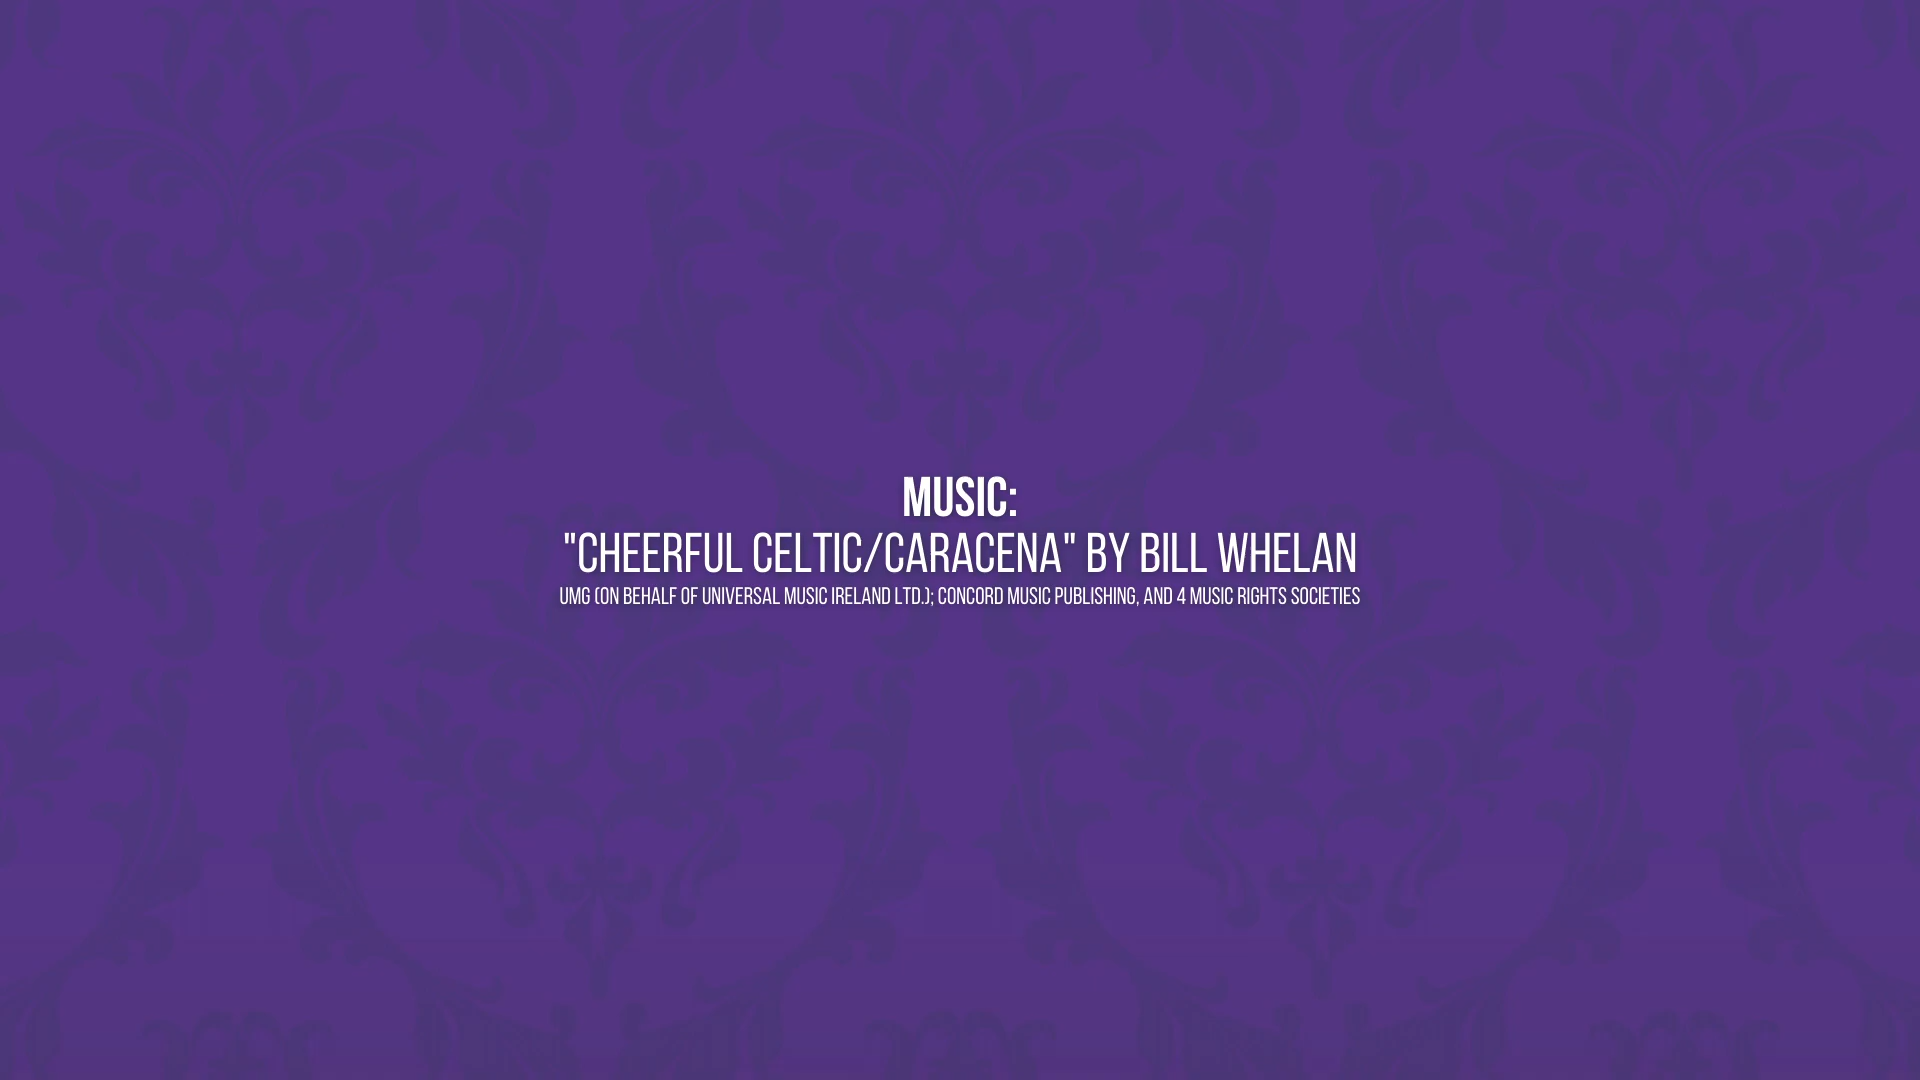 MUSIC:
"CHEERFUL CELTIC/CARACENA" BY BILL WHELAN
UMG (ON BEHALF OF UNIVERSAL MUSIC IRELAND LTD.); CONCORD MUSIC PUBLISHING, AND 4 MUSIC RIGHTS SOCIETIES